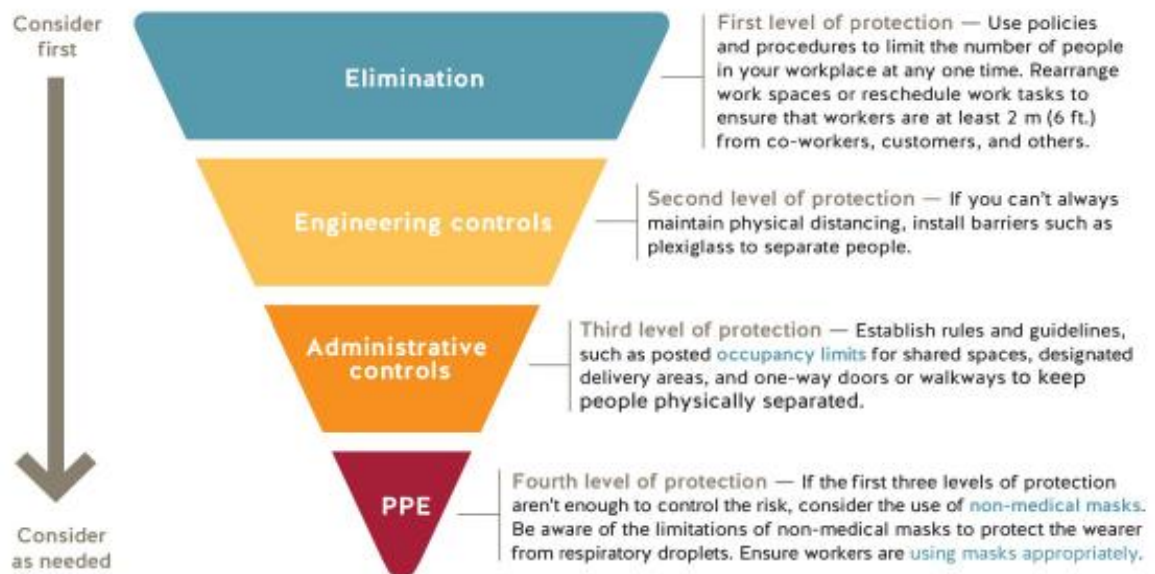 Consider
first
Elimination
First level of protection — Use policies
and procedures to limit the number of people
in your workplace at any one time. Rearrange
work spaces or reschedule work tasks to
ensure that workers are at least 2 m (6 ft.)
from co-workers, customers, and others.
Engineering controls
Second level of protection — If you can't always
maintain physical distancing, install barriers such as
plexiglass to separate people.
Administrative
controls
Third level of protection — Establish rules and guidelines,
such as posted occupancy limits for shared spaces, designated
delivery areas, and one-way doors or walkways to keep
people physically separated.
PPE
Fourth level of protection — If the first three levels of protection
aren't enough to control the risk, consider the use of non-medical masks.
Be aware of the limitations of non-medical masks to protect the wearer
from respiratory droplets. Ensure workers are using masks appropriately.
Consider
as needed